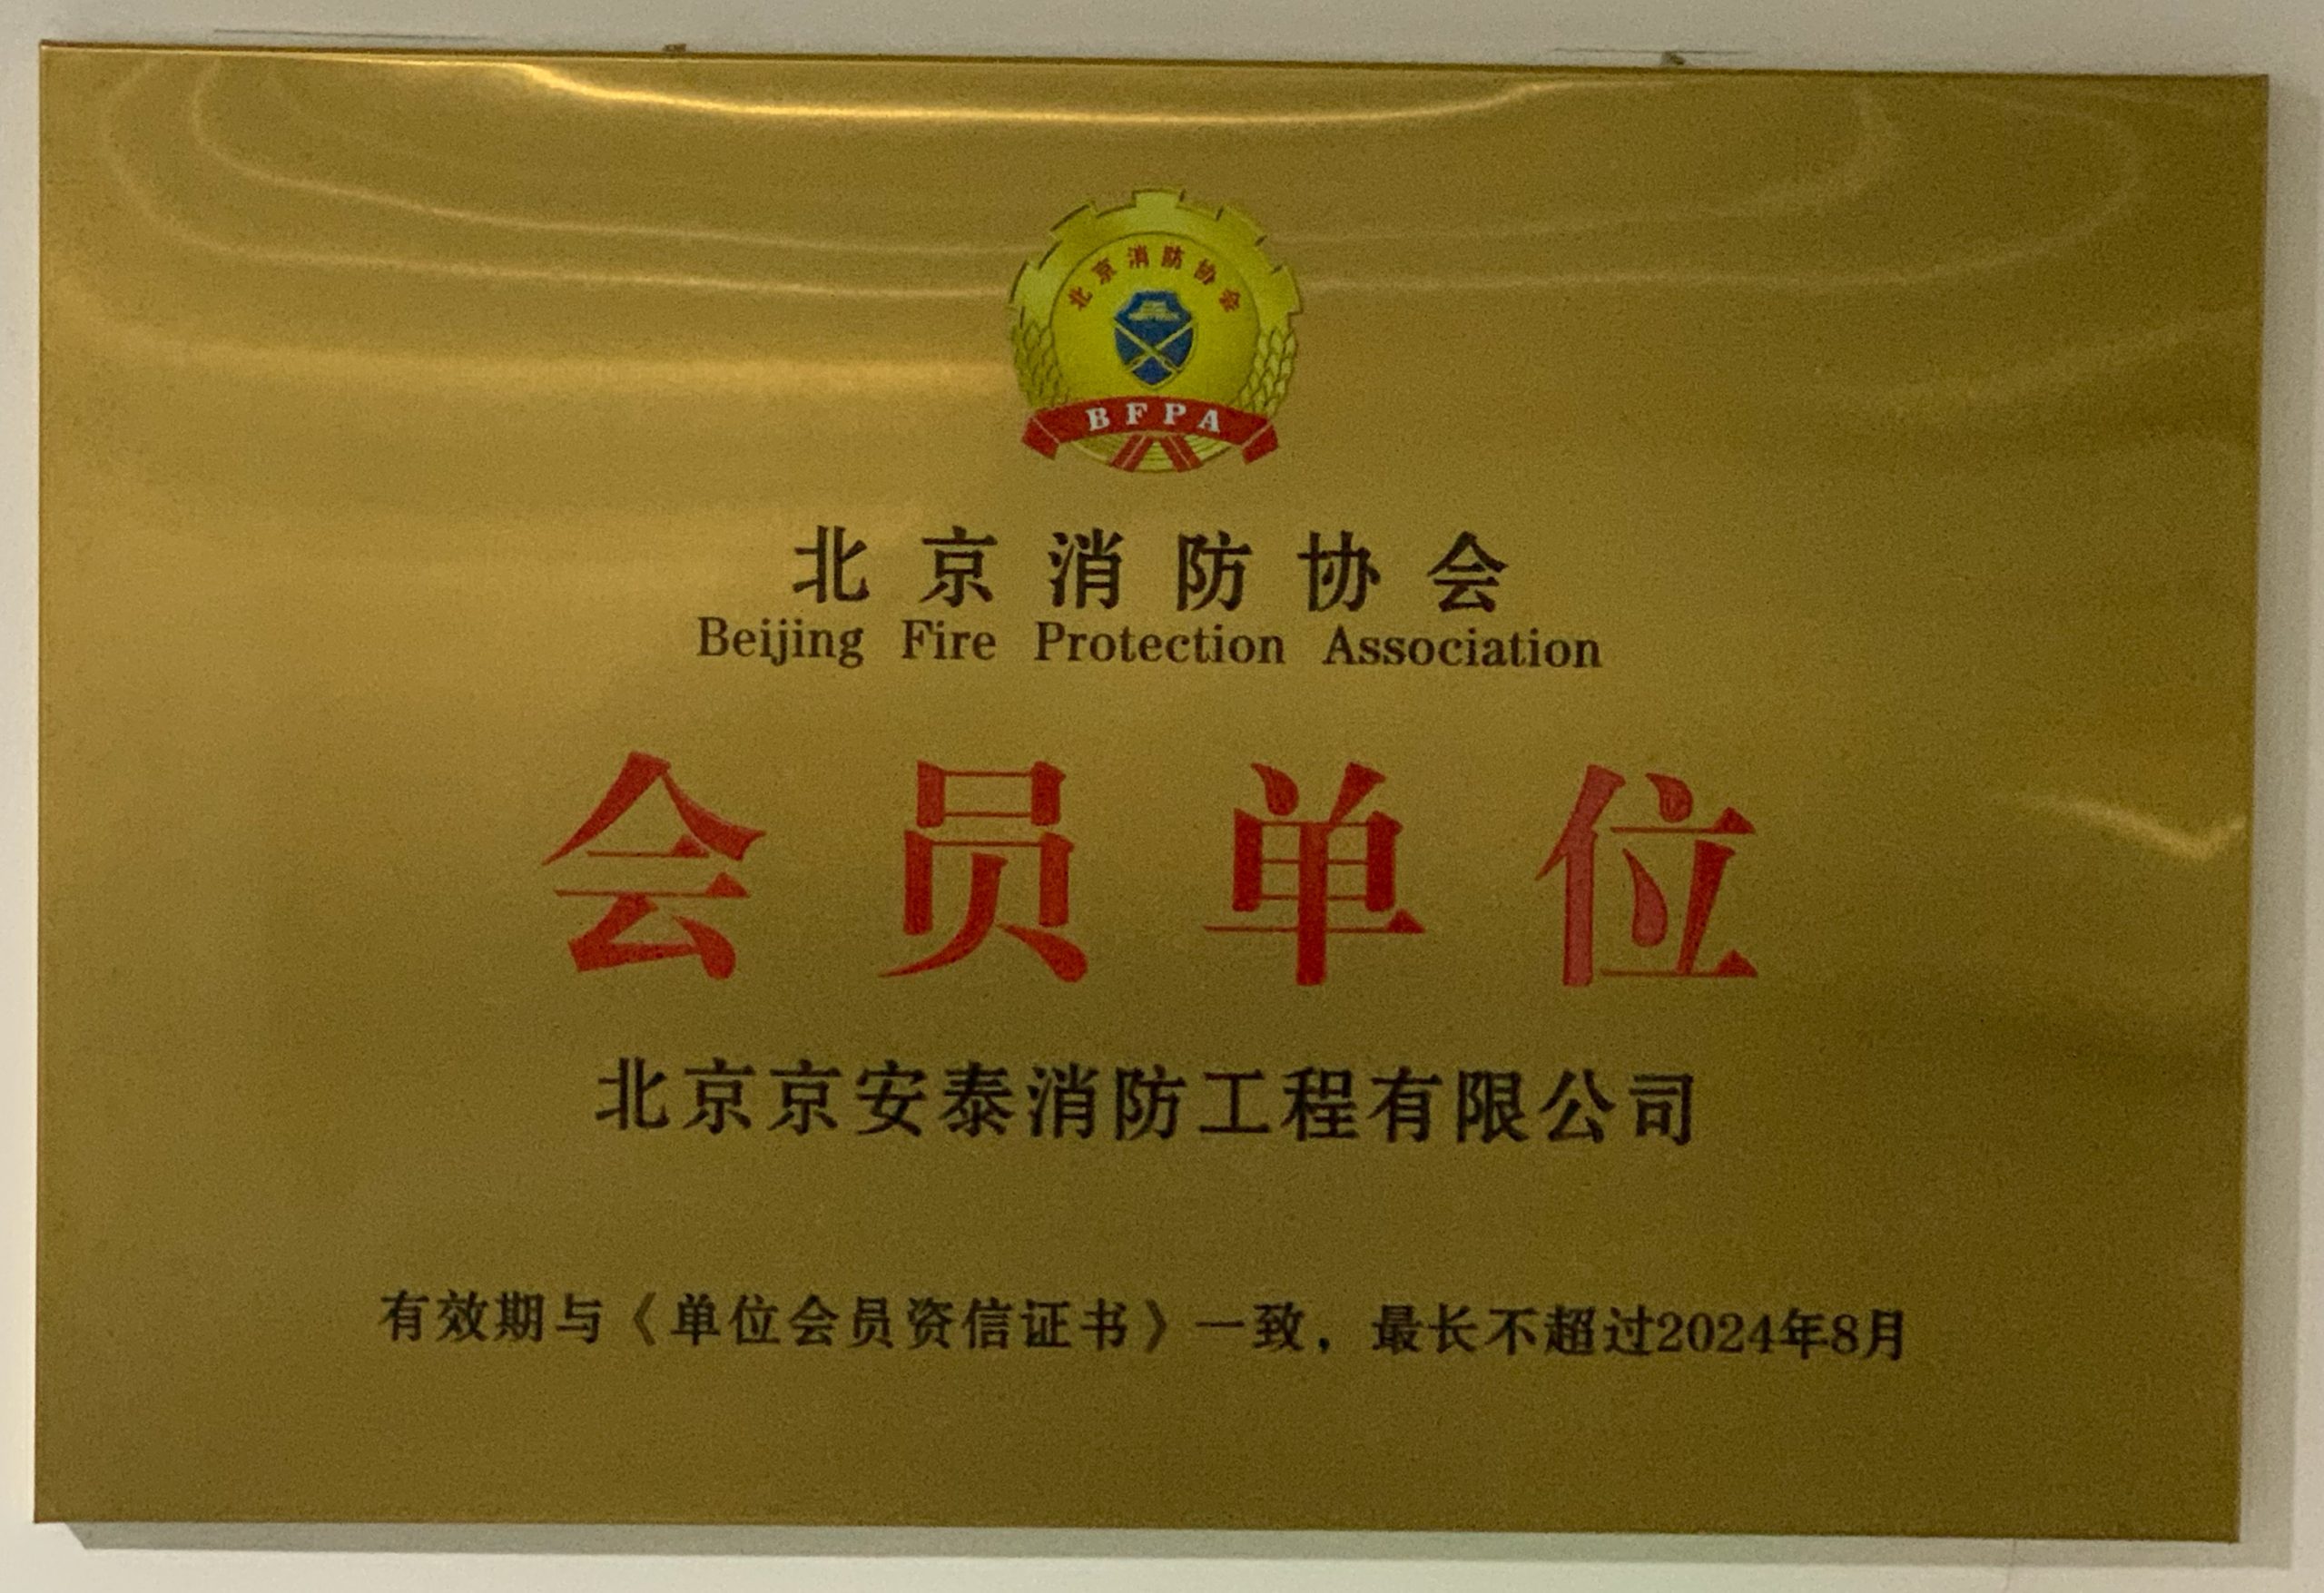 北京消防协会
BFPA
北京消防协会
Beijing Fire Protection Association
会员单位
北京京安泰消防工程有限公司
有效期与《单位会员资信证书》一致，最长不超过2024年8月